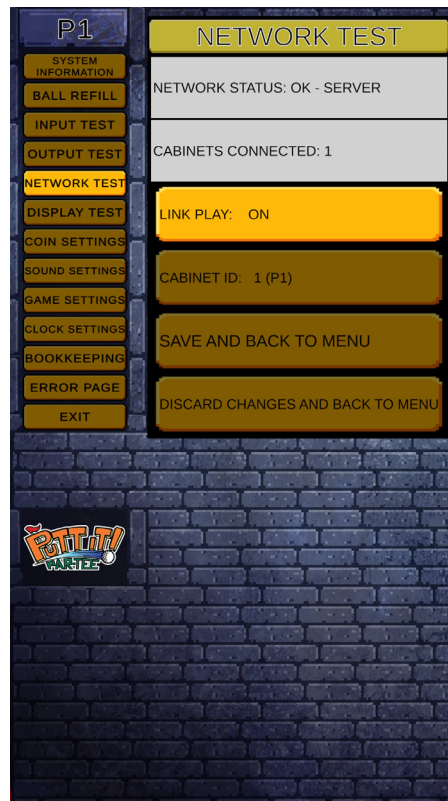 P1
SYSTEM
INFORMATION
BALL REFILL
INPUT TEST
OUTPUT TEST
NETWORK TEST
DISPLAY TEST
COIN SETTINGS
SOUND SETTINGS
GAME SETTINGS
CLOCK SETTINGS
BOOKKEEPING
ERROR PAGE
EXIT
NETWORK TEST
NETWORK STATUS: OK - SERVER
CABINETS CONNECTED: 1
LINK PLAY: ON
CABINET ID: 1 (P1)
SAVE AND BACK TO MENU
DISCARD CHANGES AND BACK TO MENU
PUTT IT!
PAR-TEE